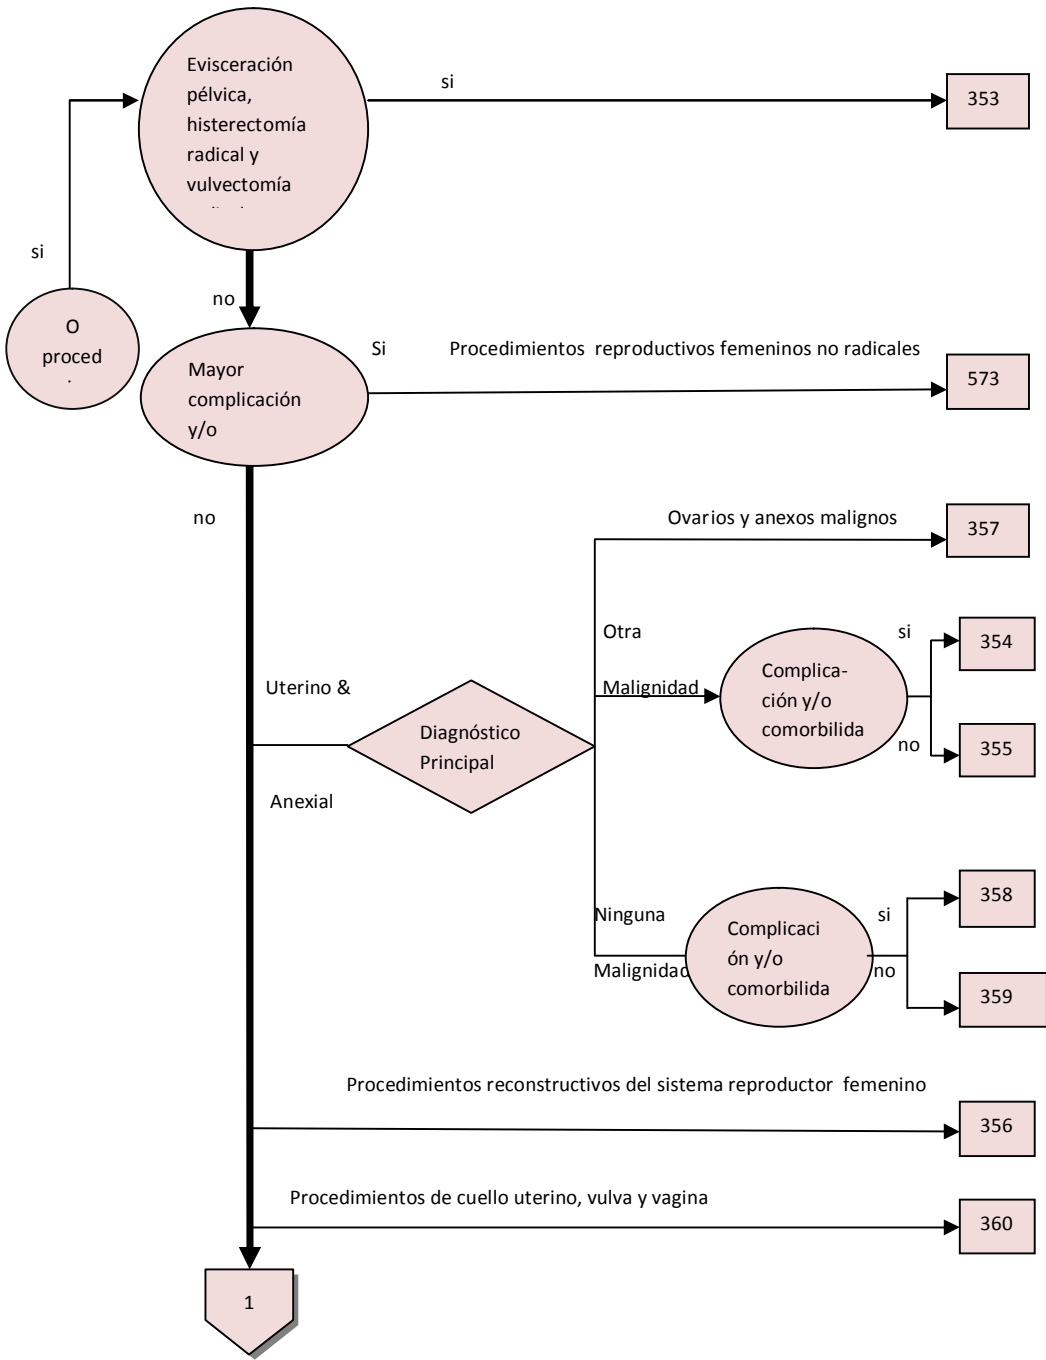 Evisceración
pélvica,
histerectomía
radical y
vulvectomía
si
353
si
no
O
proced
.
Mayor
complicación
y/o
Si
Procedimientos reproductivos femeninos no radicales
573
no
Ovarios y anexos malignos
357
Otra
Malignidad
Complica-
ción y/o
comorbilida
si
354
no
355
Uterino &
Anexial
Diagnóstico
Principal
Ninguna
Malignidad
Complicaci
ón y/o
comorbilida
si
358
no
359
Procedimientos reconstructivos del sistema reproductor femenino
356
Procedimientos de cuello uterino, vulva y vagina
360
1